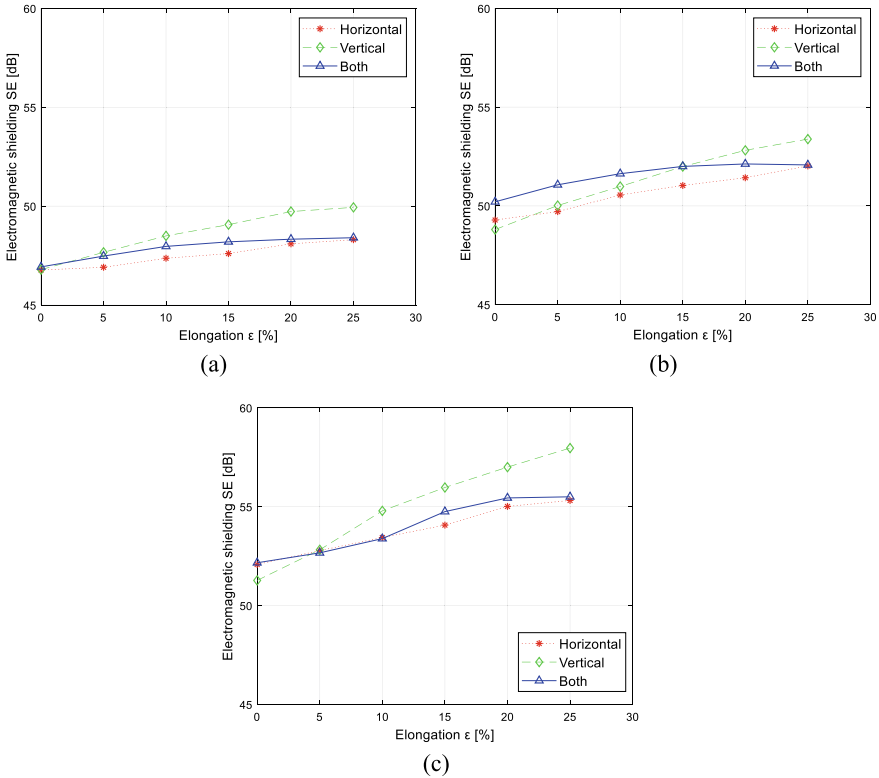 60
55
50
45
Electromagnetic shielding SE [dB]
0 5 10 15 20 25 30
Elongation ε [%]
Horizontal
Vertical
Both
(a)
60
55
50
45
Electromagnetic shielding SE [dB]
0 5 10 15 20 25 30
Elongation ε [%]
Horizontal
Vertical
Both
(b)
60
55
50
45
Electromagnetic shielding SE [dB]
0 5 10 15 20 25 30
Elongation ε [%]
Horizontal
Vertical
Both
(c)